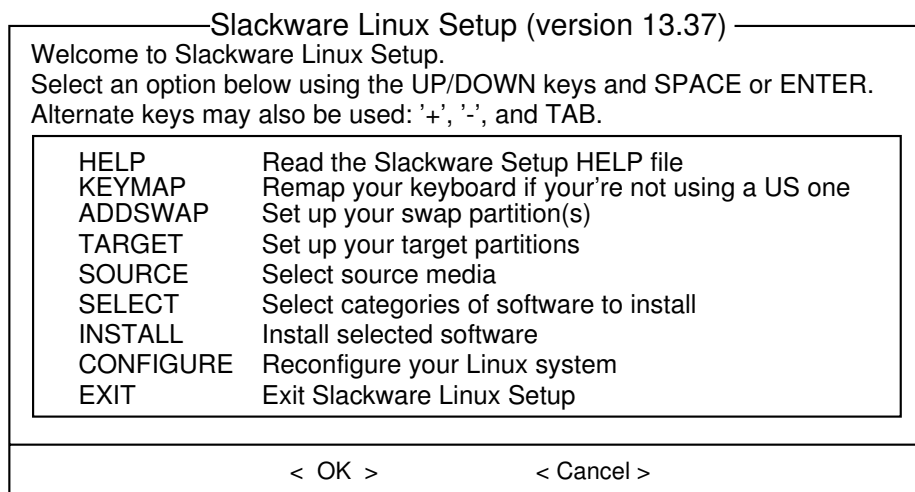 Slackware Linux Setup (version 13.37)
Welcome to Slackware Linux Setup.
Select an option below using the UP/DOWN keys and SPACE or ENTER.
Alternate keys may also be used: '+', '-', and TAB.
HELP Read the Slackware Setup HELP file
KEYMAP Remap your keyboard if your're not using a US one
ADDSWAP Set up your swap partition(s)
TARGET Set up your target partitions
SOURCE Select source media
SELECT Select categories of software to install
INSTALL Install selected software
CONFIGURE Reconfigure your Linux system
EXIT Exit Slackware Linux Setup
< OK > < Cancel >